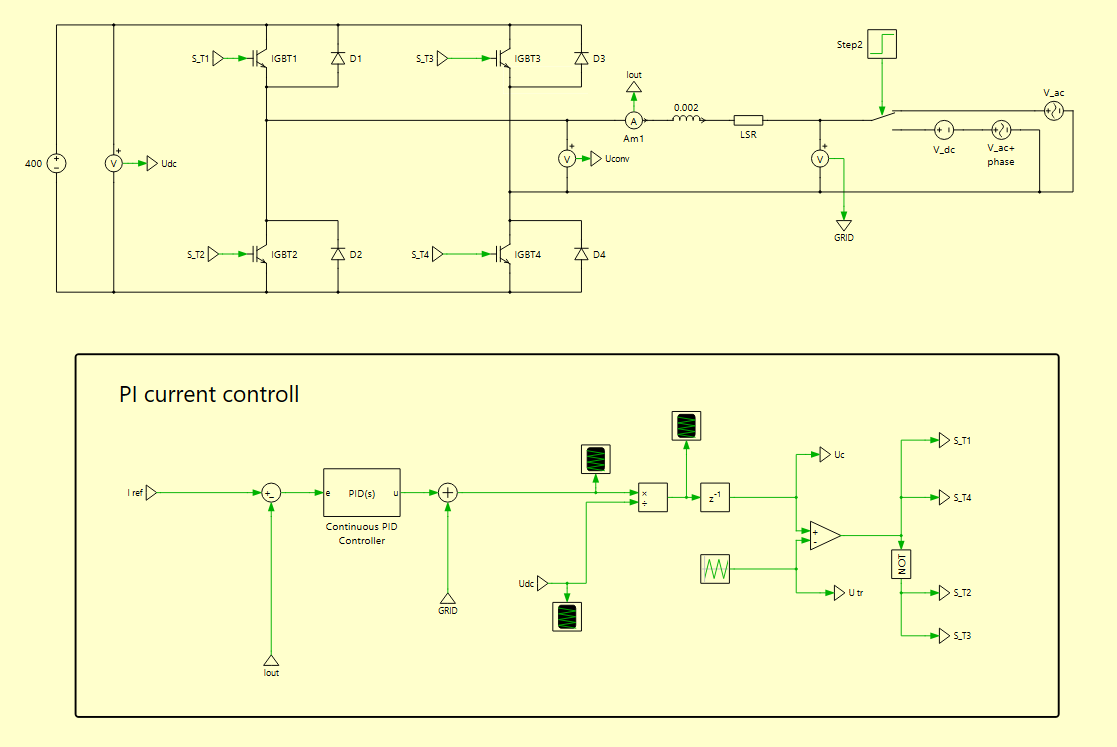 Step2
S_T1
IGBT1
D1
S_T3
IGBT3
D3
Iout
V_ac
0.002
A
Am1
LSR
V_dc
V_ac+
phase
400
V
Udc
V
Uconv
V
GRID
S_T2
IGBT2
D2
S_T4
IGBT4
D4
PI current controll
S_T1
Uc
I ref
e
PID(s)
u
Continuous PID
Controller
×
÷
z-1
S_T4
+
-
NOT
Udc
GRID
U tr
S_T2
S_T3
Iout